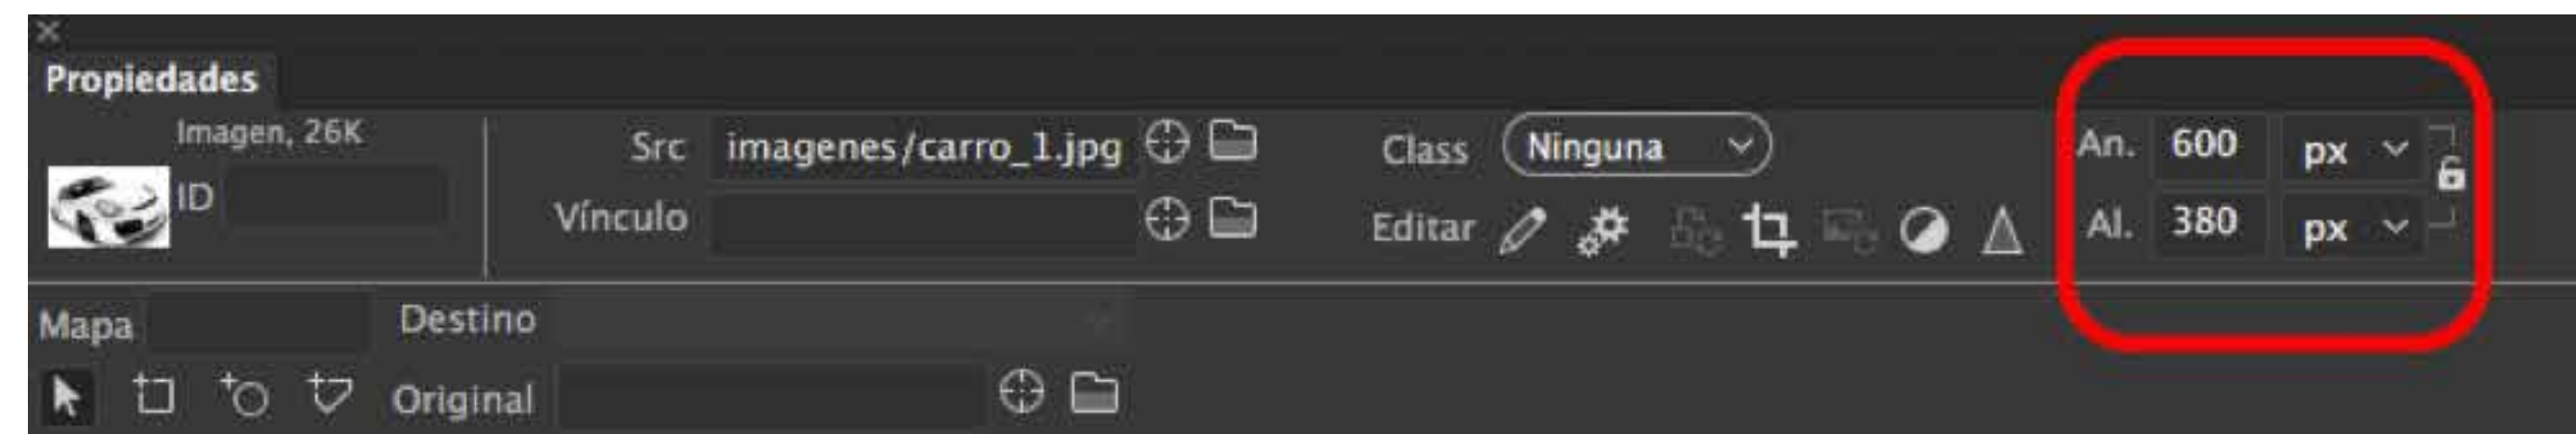 Propiedades
Imagen, 26K
ID
Src imagenes/carro_1.jpg
Vínculo
Class Ninguna
Editar
An. 600 px
Al. 380 px
Mapa
Destino
Original